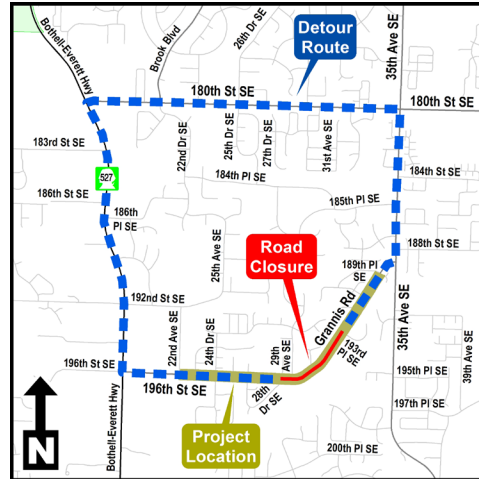 Bothell-Everett Hwy
Brook Blvd
26th Dr SE
Detour
Route
35th Ave SE
180th St SE
180th St SE
183rd St SE
22nd Dr SE
25th Dr SE
27th Dr SE
31st Ave SE
527
184th Pl SE
184th St SE
186th St SE
186th
Pl SE
185th Pl SE
25th Ave SE
Road
Closure
188th St SE
189th Pl
SE
Grannis Rd
35th Ave SE
192nd St SE
22nd Ave SE
24th Dr SE
29th
Ave SE
193rd
Pl SE
39th Ave SE
196th St SE
196th St SE
28th
Dr SE
195th Pl SE
197th Pl SE
Bothell-Everett Hwy
Project
Location
200th Pl SE
N